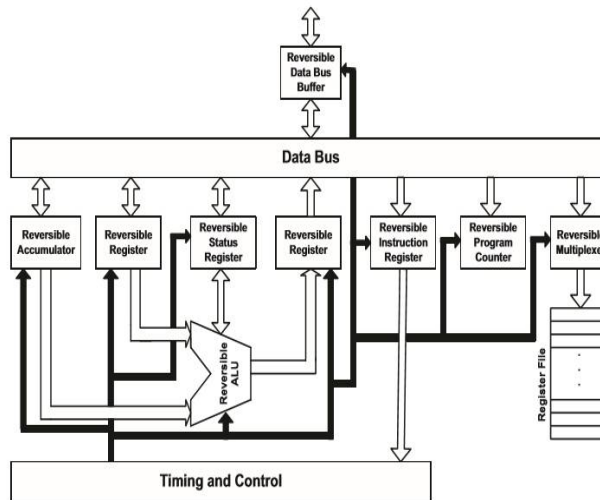 Reversible
Data Bus
Buffer
Data Bus
Reversible
Accumulator
Reversible
Register
Reversible
Status
Register
Reversible
Register
Reversible
Instruction
Register
Reversible
Program
Counter
Reversible
Multiplexe
Reversible
ALU
Register File
Timing and Control